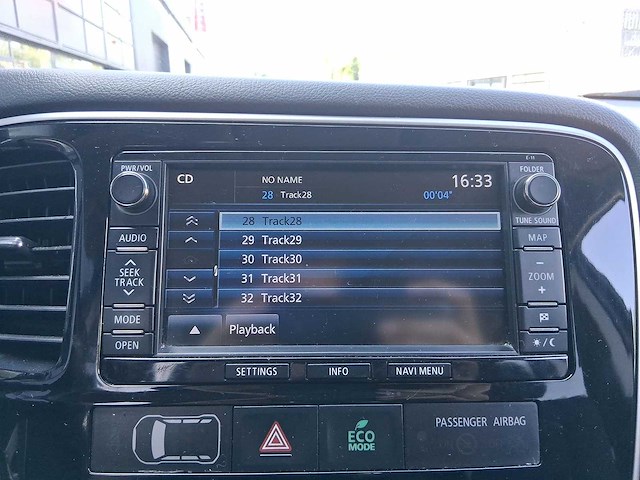 E-11
PWR/VOL
FOLDER
CD
NO NAME
16:33
28 Track28
00'04"
TUNE SOUND
28 Track28
AUDIO
29 Track29
MAP
30 Track30
SEEK
TRACK
31 Track31
ZOOM
32 Track32
MODE
Playback
OPEN
SETTINGS
INFO
NAVI MENU
ECO
MODE
PASSENGER AIRBAG